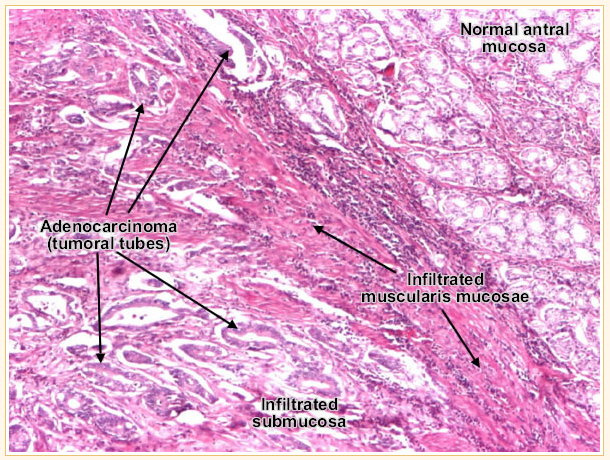 Normal antral
mucosa
Adenocarcinoma
(tumoral tubes)
Infiltrated
muscularis mucosae
Infiltrated
submucosa